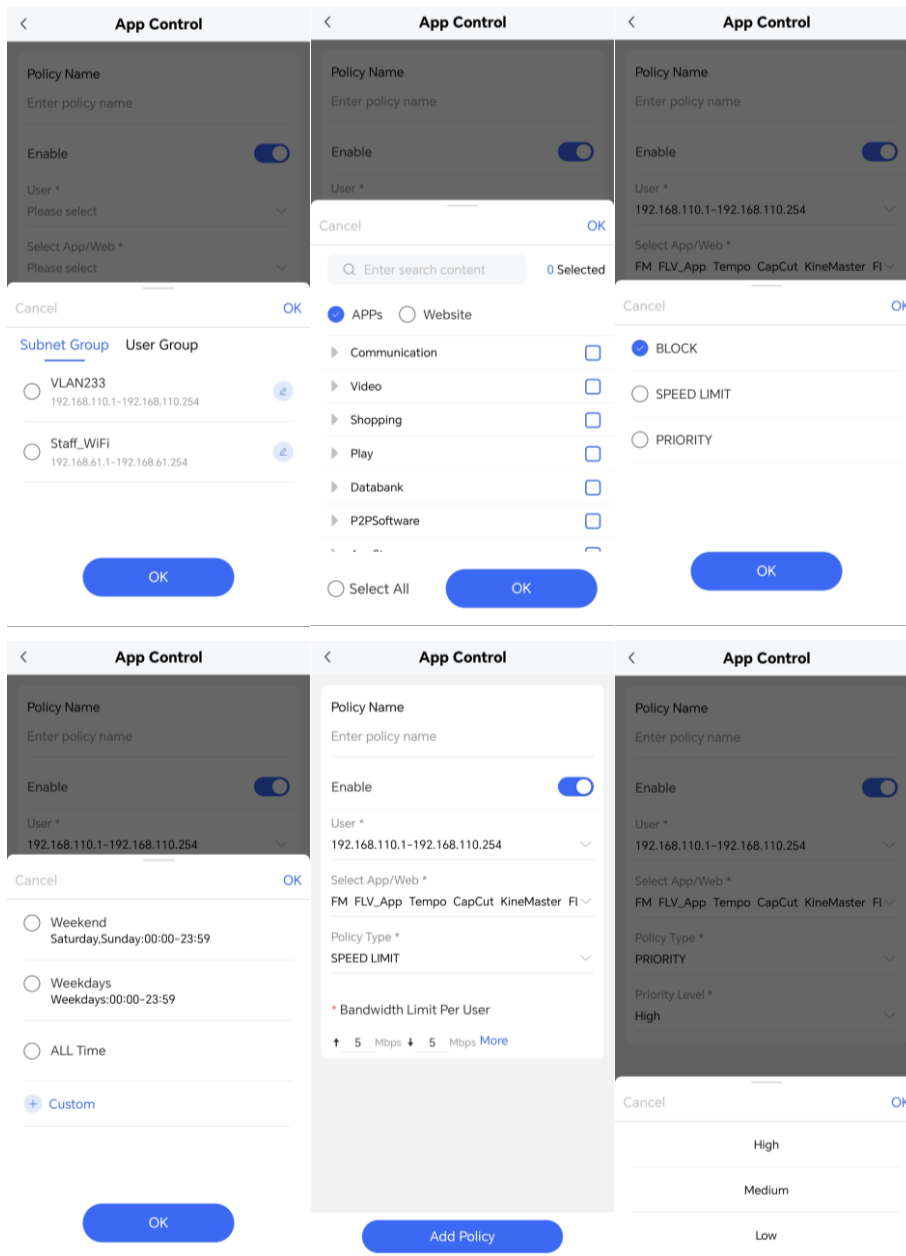 App Control
Policy Name
Enter policy name
Enable
User *
Please select
Select App/Web *
Please select
Cancel
OK
Subnet Group User Group
VLAN233
192.168.110.1-192.168.110.254
Staff_WiFi
192.168.61.1-192.168.61.254
OK
App Control
Policy Name
Enter policy name
Enable
User *
Cancel
OK
Enter search content
0 Selected
APPs Website
Communication
Video
Shopping
Play
Databank
P2PSoftware
Select All
OK
App Control
Policy Name
Enter policy name
Enable
User *
192.168.110.1-192.168.110.254
Select App/Web *
FM FLV_App Tempo CapCut KineMaster Fl
Cancel
OK
BLOCK
SPEED LIMIT
PRIORITY
OK
App Control
Policy Name
Enter policy name
Enable
User *
192.168.110.1-192.168.110.254
Cancel
OK
Weekend
Saturday,Sunday:00:00-23:59
Weekdays
Weekdays:00:00-23:59
ALL Time
+ Custom
OK
App Control
Policy Name
Enter policy name
Enable
User *
192.168.110.1-192.168.110.254
Select App/Web *
FM FLV_App Tempo CapCut KineMaster Fl
Policy Type *
SPEED LIMIT
* Bandwidth Limit Per User
↑ 5 Mbps ↓ 5 Mbps More
Add Policy
App Control
Policy Name
Enter policy name
Enable
User *
192.168.110.1-192.168.110.254
Select App/Web *
FM FLV_App Tempo CapCut KineMaster Fl
Policy Type *
PRIORITY
Priority Level *
High
Cancel
OK
High
Medium
Low